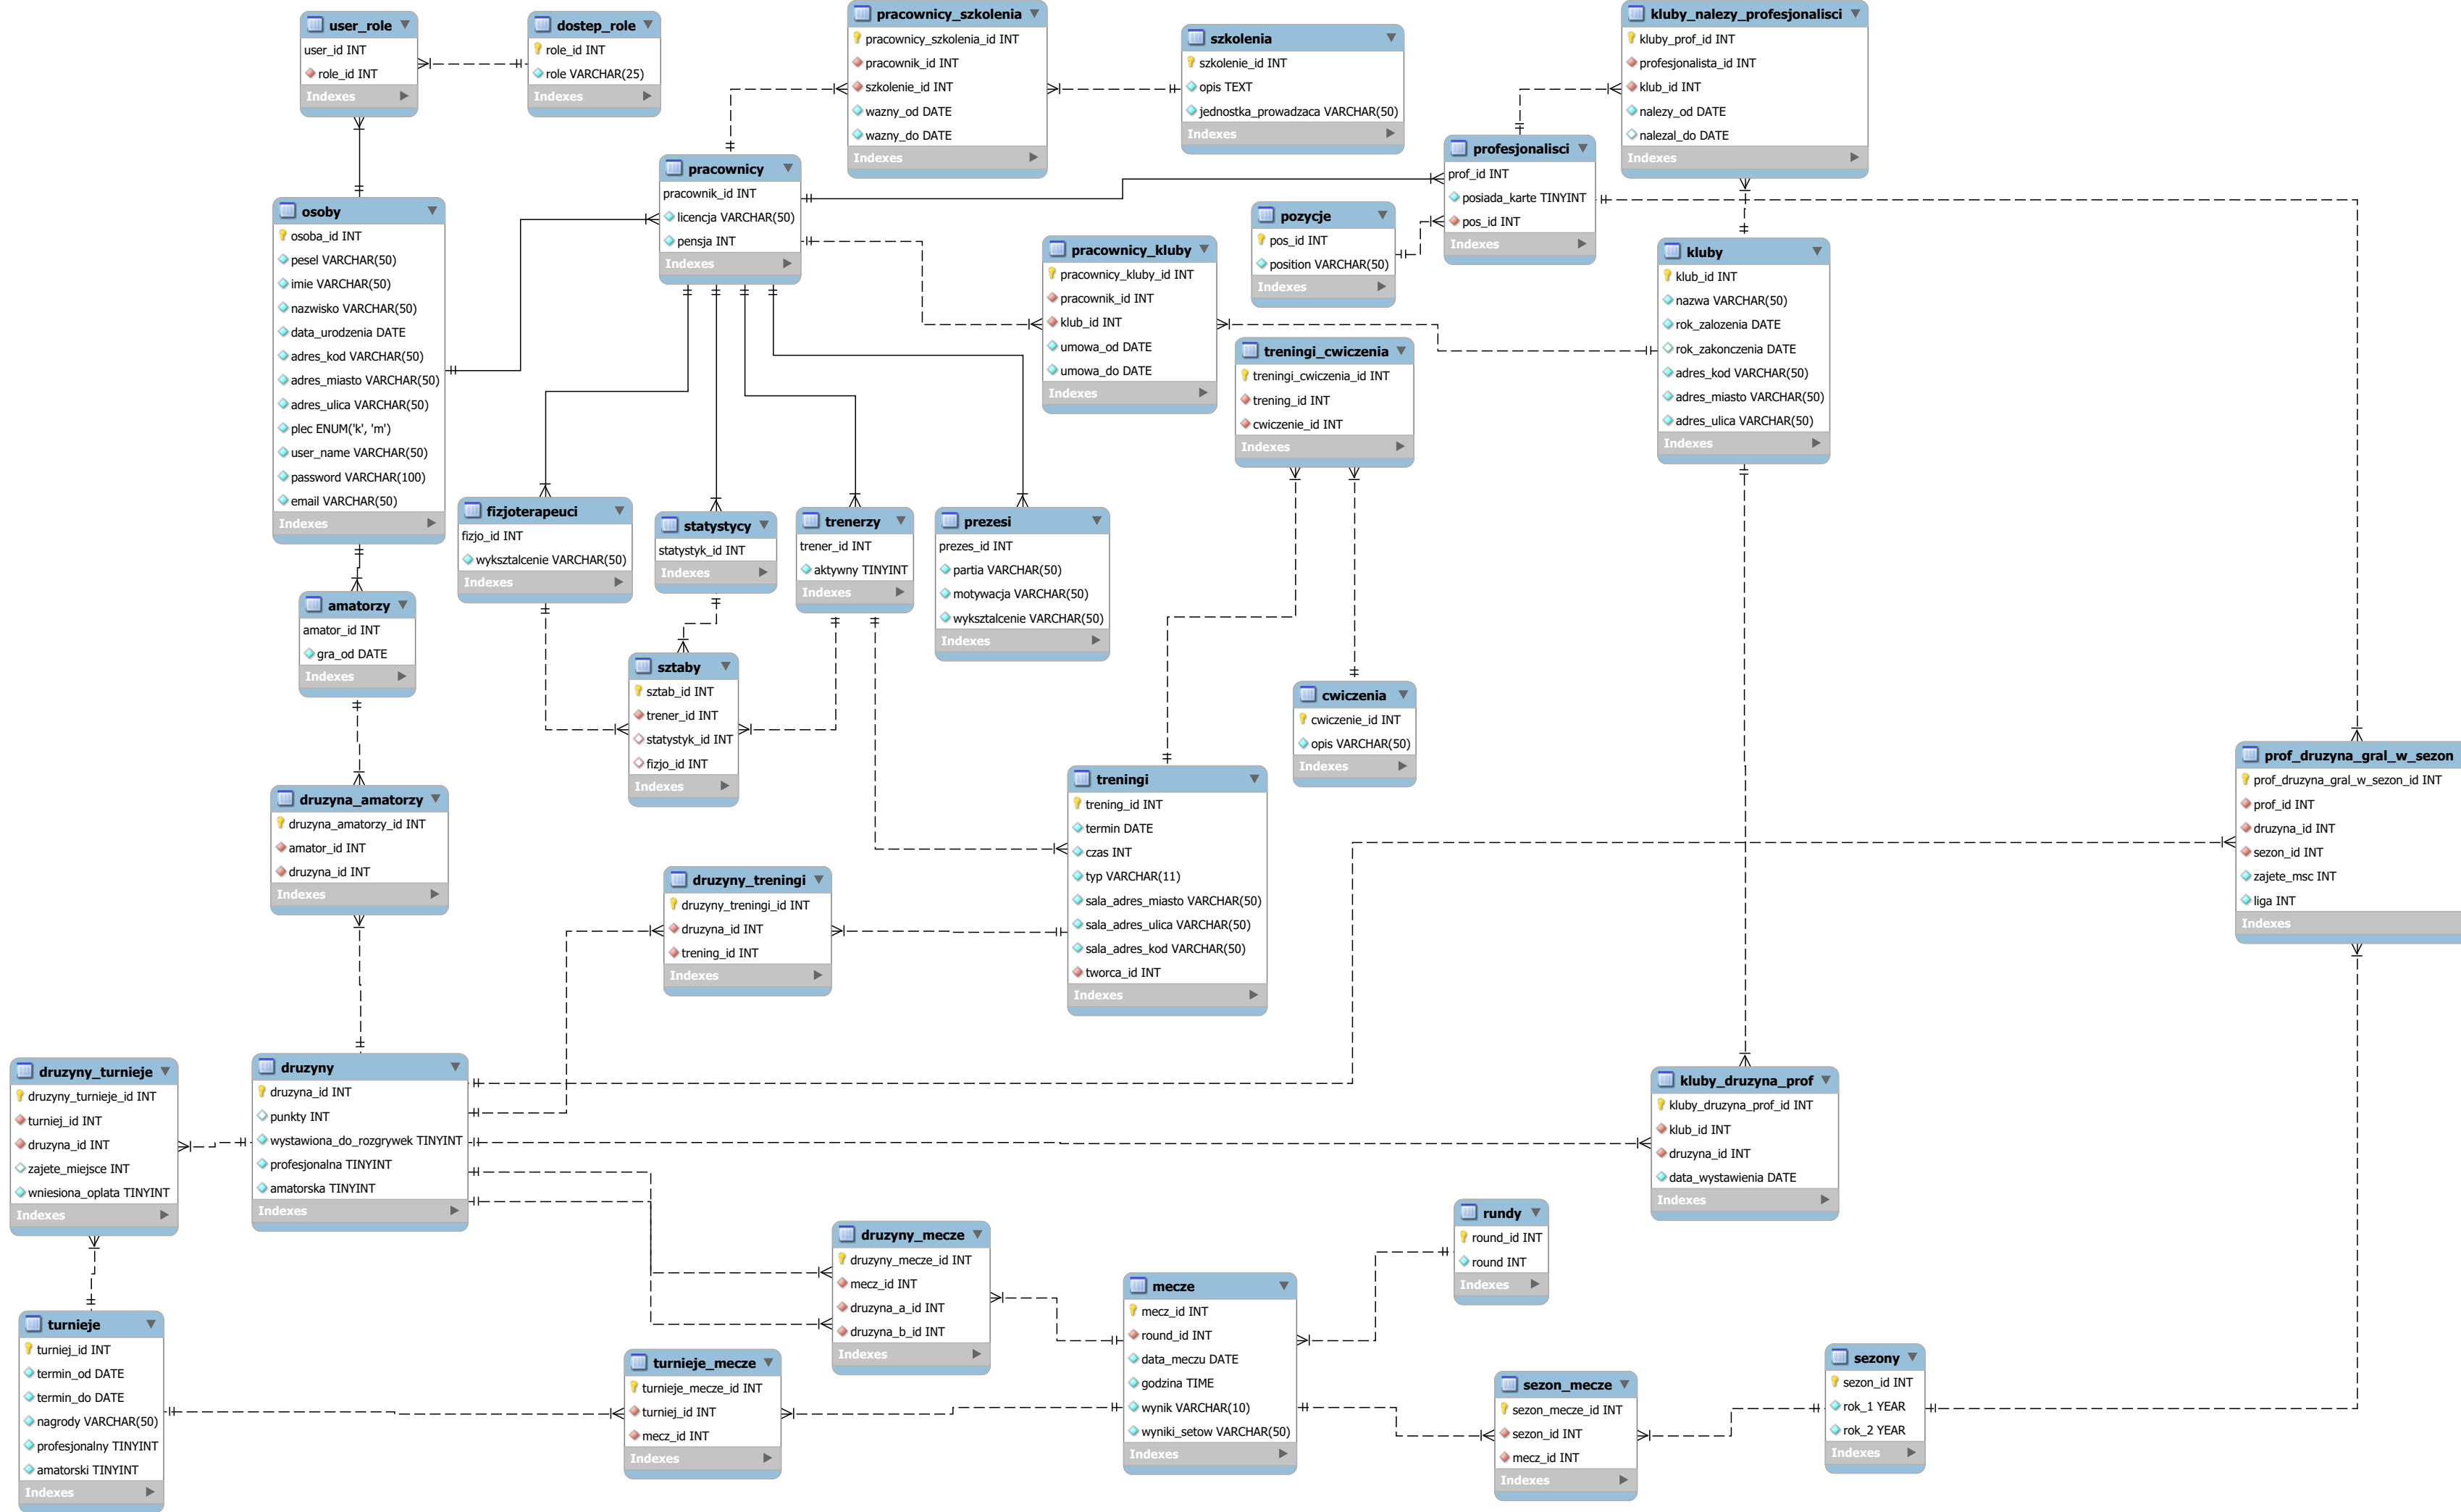 user_role
user_id INT
role_id INT
Indexes
dostep_role
role_id INT
role VARCHAR(25)
Indexes
pracownicy_szkolenia
pracownicy_szkolenia_id INT
pracownik_id INT
szkolenie_id INT
wazny_od DATE
wazny_do DATE
Indexes
szkolenia
szkolenie_id INT
opis TEXT
jednostka_prowadzaca VARCHAR(50)
Indexes
kluby_nalezy_profesjonalisci
kluby_prof_id INT
profesjonalista_id INT
klub_id INT
nalezy_od DATE
nalezal_do DATE
Indexes
profesjonalisci
prof_id INT
posiada_karte TINYINT
pos_id INT
Indexes
pracownicy
pracownik_id INT
licencja VARCHAR(50)
pensja INT
Indexes
osoby
osoba_id INT
pesel VARCHAR(50)
imie VARCHAR(50)
nazwisko VARCHAR(50)
data_urodzenia DATE
adres_kod VARCHAR(50)
adres_miasto VARCHAR(50)
adres_ulica VARCHAR(50)
plec ENUM('k', 'm')
user_name VARCHAR(50)
password VARCHAR(100)
email VARCHAR(50)
Indexes
pozycje
pos_id INT
position VARCHAR(50)
Indexes
pracownicy_kluby
pracownicy_kluby_id INT
pracownik_id INT
klub_id INT
umowa_od DATE
umowa_do DATE
Indexes
kluby
klub_id INT
nazwa VARCHAR(50)
rok_zalozenia DATE
rok_zakonczenia DATE
adres_kod VARCHAR(50)
adres_miasto VARCHAR(50)
adres_ulica VARCHAR(50)
Indexes
treningi_cwiczenia
treningi_cwiczenia_id INT
trening_id INT
cwiczenie_id INT
Indexes
fizjoterapeuci
fizjo_id INT
wyksztalcenie VARCHAR(50)
Indexes
statystycy
statystyk_id INT
Indexes
trenerzy
trener_id INT
aktywny TINYINT
Indexes
prezesi
prezes_id INT
partia VARCHAR(50)
motywacja VARCHAR(50)
wyksztalcenie VARCHAR(50)
Indexes
amatorzy
amator_id INT
gra_od DATE
Indexes
sztaby
sztab_id INT
trener_id INT
statystyk_id INT
fizjo_id INT
Indexes
cwiczenia
cwiczenie_id INT
opis VARCHAR(50)
Indexes
prof_druzyna_gral_w_sezon
prof_druzyna_gral_w_sezon_id INT
prof_id INT
druzyna_id INT
sezon_id INT
zajete_msc INT
liga INT
Indexes
treningi
trening_id INT
termin DATE
czas INT
typ VARCHAR(11)
sala_adres_miasto VARCHAR(50)
sala_adres_ulica VARCHAR(50)
sala_adres_kod VARCHAR(50)
tworca_id INT
Indexes
druzyna_amatorzy
druzyna_amatorzy_id INT
amator_id INT
druzyna_id INT
Indexes
druzyny_treningi
druzyny_treningi_id INT
druzyna_id INT
trening_id INT
Indexes
druzyny_turnieje
druzyny_turnieje_id INT
turniej_id INT
druzyna_id INT
zajete_miejsce INT
wniesiona_oplata TINYINT
Indexes
druzyny
druzyna_id INT
punkty INT
wystawiona_do_rozgrywek TINYINT
profesjonalna TINYINT
amatorska TINYINT
Indexes
kluby_druzyna_prof
kluby_druzyna_prof_id INT
klub_id INT
druzyna_id INT
data_wystawienia DATE
Indexes
rundy
round_id INT
round INT
Indexes
druzyny_mecze
druzyny_mecze_id INT
mecz_id INT
druzyna_a_id INT
druzyna_b_id INT
Indexes
mecze
mecz_id INT
round_id INT
data_meczu DATE
godzina TIME
wynik VARCHAR(10)
wyniki_setow VARCHAR(50)
Indexes
turnieje
turniej_id INT
termin_od DATE
termin_do DATE
nagrody VARCHAR(50)
profesjonalny TINYINT
amatorski TINYINT
Indexes
turnieje_mecze
turnieje_mecze_id INT
turniej_id INT
mecz_id INT
Indexes
sezon_mecze
sezon_mecze_id INT
sezon_id INT
mecz_id INT
Indexes
sezony
sezon_id INT
rok_1 YEAR
rok_2 YEAR
Indexes